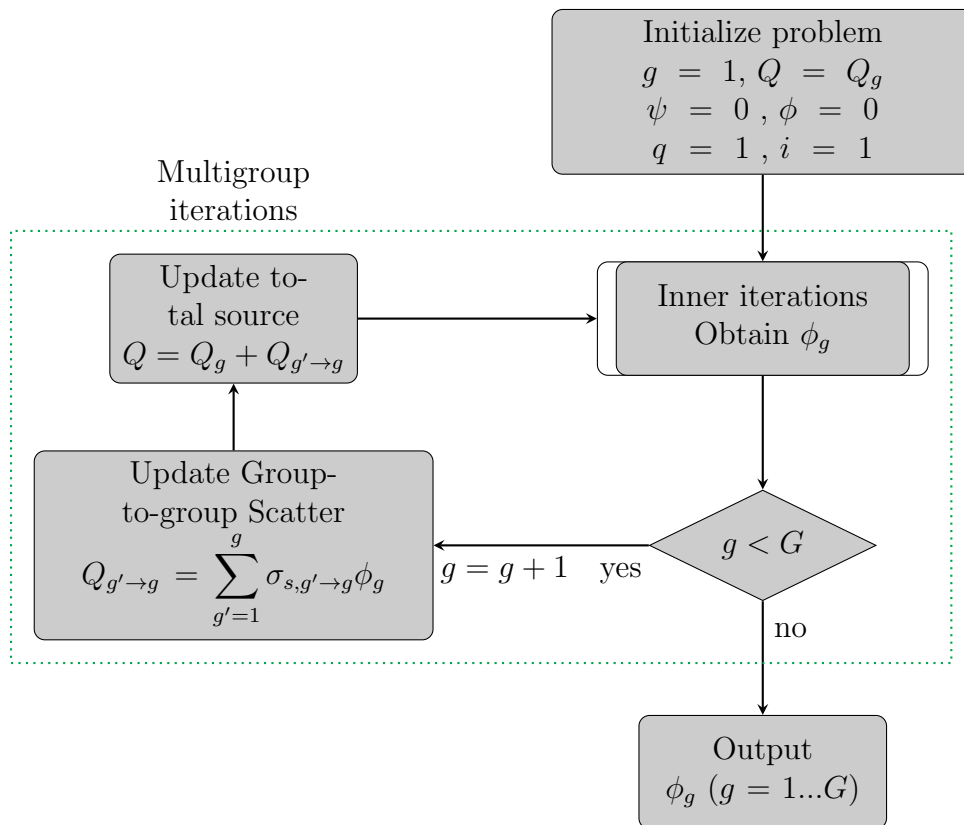 Initialize problem
g = 1, Q = Q_g
ψ = 0 , ϕ = 0
q = 1 , i = 1
Multigroup
iterations
Update to-
tal source
Q = Q_g + Q_{g′→g}
Inner iterations
Obtain ϕ_g
Update Group-
to-group Scatter
Q_{g′→g} = \sum_{g′=1}^{g} σ_{s,g′→g} ϕ_g
g < G
g = g + 1 yes
no
Output
ϕ_g (g = 1...G)